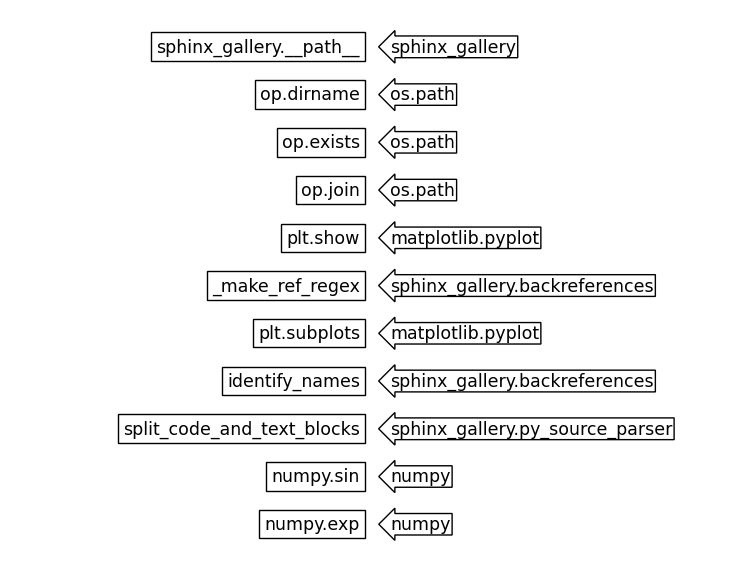 sphinx_gallery.__path__ sphinx_gallery
op.dirname os.path
op.exists os.path
op.join os.path
plt.show matplotlib.pyplot
_make_ref_regex sphinx_gallery.backreferences
plt.subplots matplotlib.pyplot
identify_names sphinx_gallery.backreferences
split_code_and_text_blocks sphinx_gallery.py_source_parser
numpy.sin numpy
numpy.exp numpy